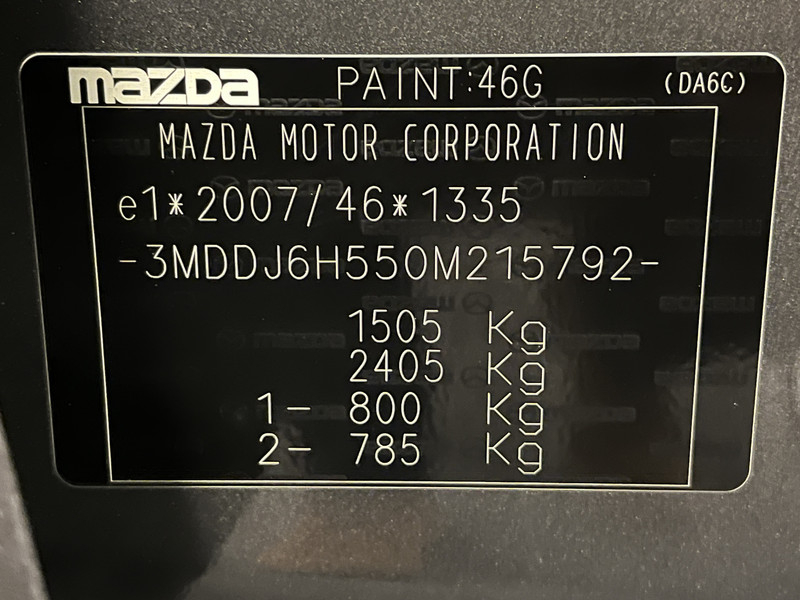 mazda PAINT:46G (DA6C)
MAZDA MOTOR CORPORATION
e1*2007/46*1335
-3MDDJ6H550M215792-
1505 Kg
2405 Kg
1- 800 Kg
2- 785 Kg